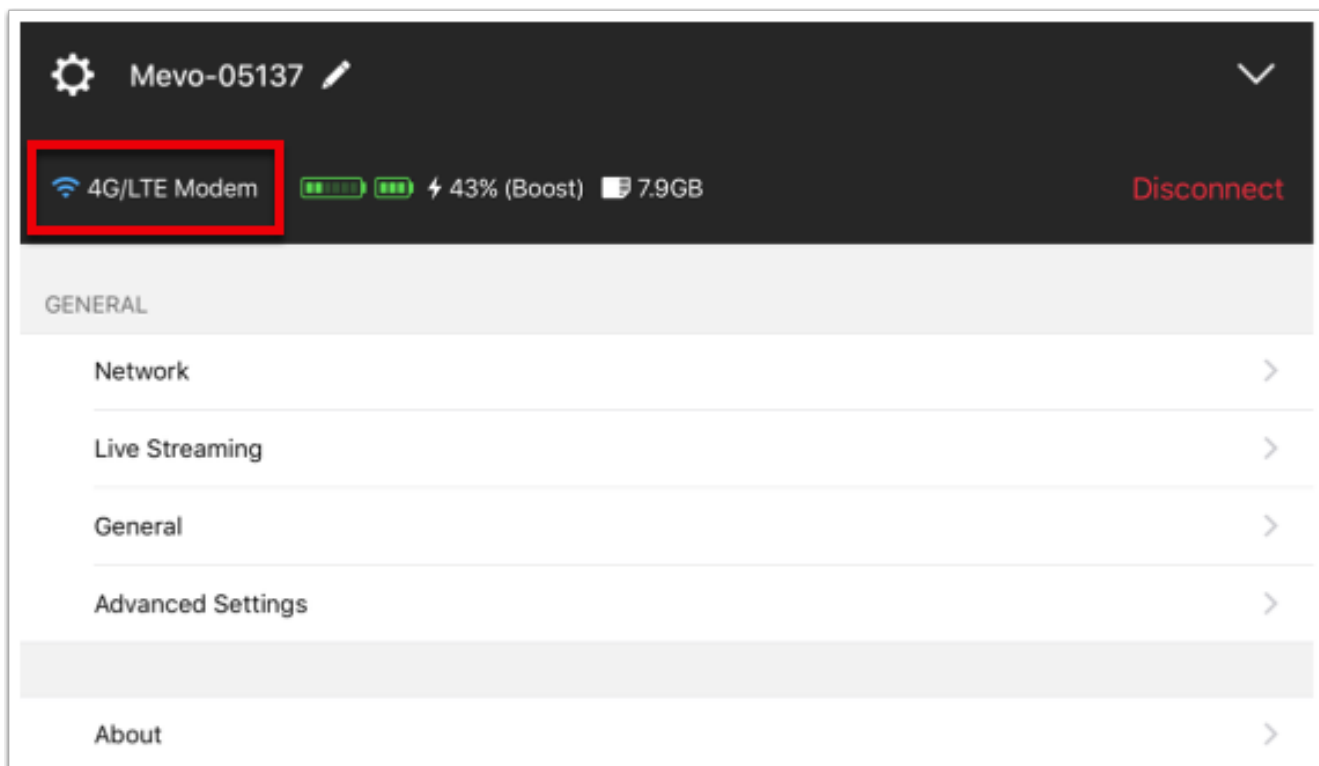 Mevo-05137
4G/LTE Modem 43% (Boost) 7.9GB Disconnect
GENERAL
Network
Live Streaming
General
Advanced Settings
About